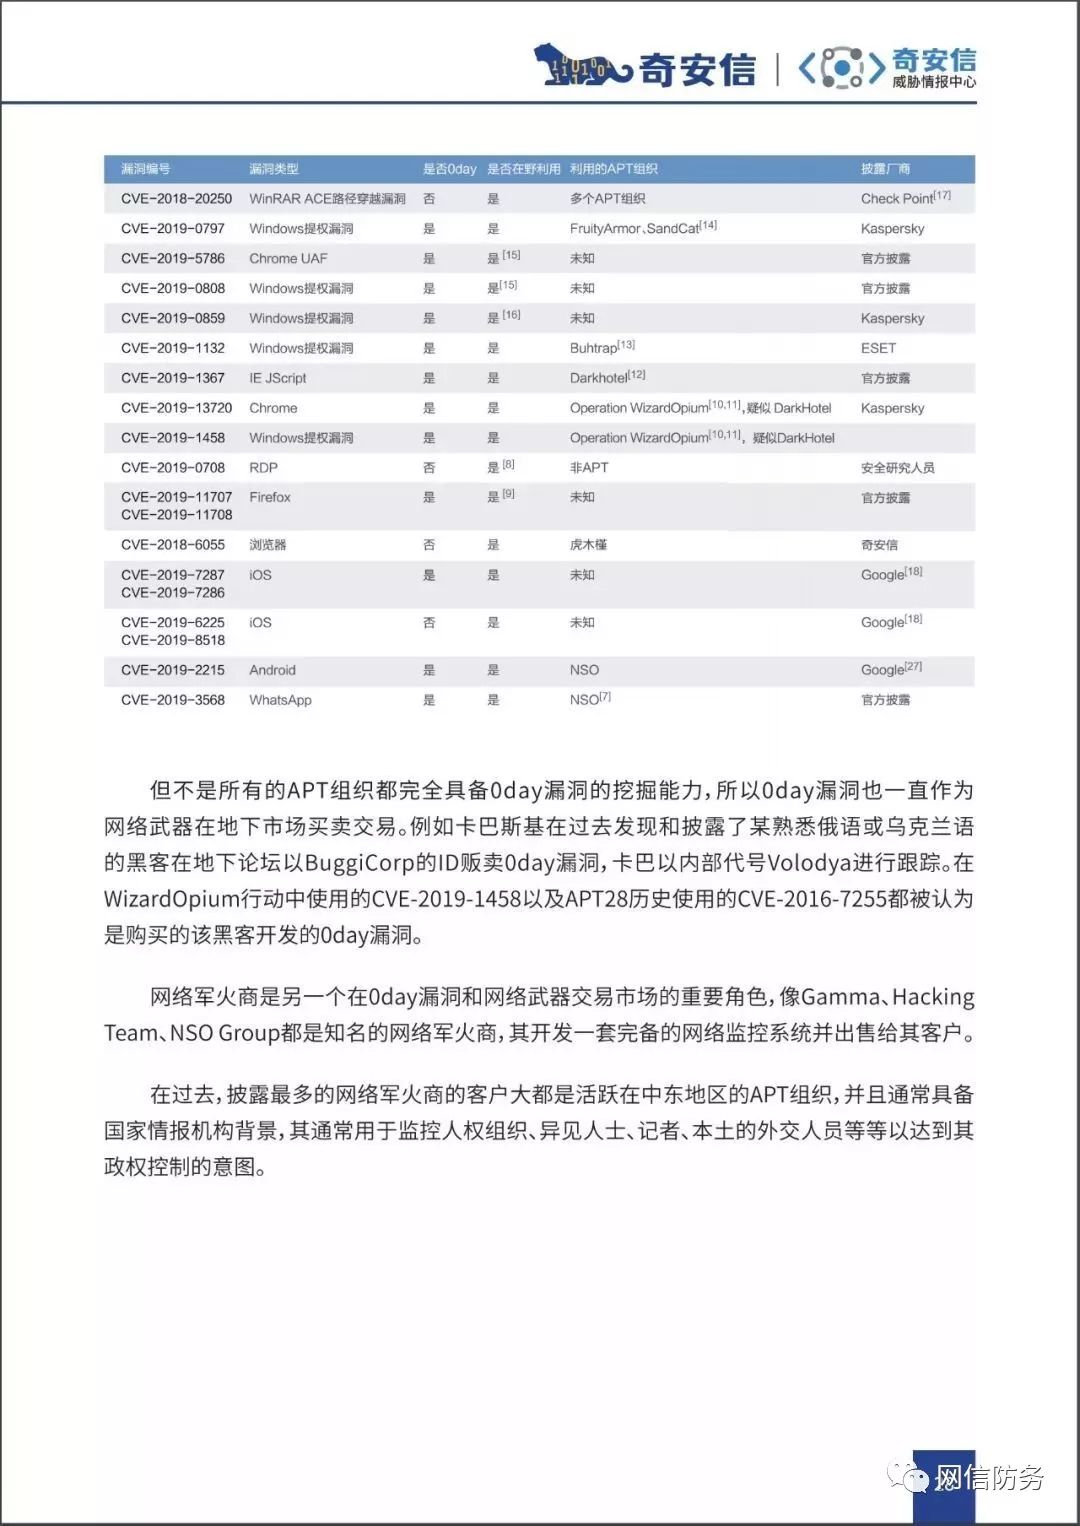 奇安信
奇安信
威胁情报中心
漏洞编号 漏洞类型 是否0day 是否在野利用 利用的APT组织 披露厂商
CVE-2018-20250 WinRAR ACE路径穿越漏洞 否 是 多个APT组织 Check Point[17]
CVE-2019-0797 Windows提权漏洞 是 是 FruityArmor、SandCat[14] Kaspersky
CVE-2019-5786 Chrome UAF 是 是[15] 未知 官方披露
CVE-2019-0808 Windows提权漏洞 是 是[15] 未知 官方披露
CVE-2019-0859 Windows提权漏洞 是 是[16] 未知 Kaspersky
CVE-2019-1132 Windows提权漏洞 是 是 Buhtrap[13] ESET
CVE-2019-1367 IE JScript 是 是 Darkhotel[12] 官方披露
CVE-2019-13720 Chrome 是 是 Operation WizardOpium[10,11],疑似 DarkHotel Kaspersky
CVE-2019-1458 Windows提权漏洞 是 是 Operation WizardOpium[10,11],疑似DarkHotel
CVE-2019-0708 RDP 否 是[8] 非APT 安全研究人员
CVE-2019-11707 Firefox 是 是[9] 未知 官方披露
CVE-2019-11708
CVE-2018-6055 浏览器 否 是 虎木槿 奇安信
CVE-2019-7287 iOS 是 是 未知 Google[18]
CVE-2019-7286
CVE-2019-6225 iOS 否 是 未知 Google[18]
CVE-2019-8518
CVE-2019-2215 Android 是 是 NSO Google[27]
CVE-2019-3568 WhatsApp 是 是 NSO[7] 官方披露
但不是所有的APT组织都完全具备0day漏洞的挖掘能力，所以0day漏洞也一直作为
网络武器在地下市场买卖交易。例如卡巴斯基在过去发现和披露了某熟悉俄语或乌克兰语
的黑客在地下论坛以BuggiCorp的ID贩卖0day漏洞，卡巴以内部代号Volodya进行跟踪。在
WizardOpium行动中使用的CVE-2019-1458以及APT28历史使用的CVE-2016-7255都被认为
是购买的该黑客开发的0day漏洞。
网络军火商是另一个在0day漏洞和网络武器交易市场的重要角色，像Gamma、Hacking
Team、NSO Group都是知名的网络军火商，其开发一套完备的网络监控系统并出售给其客户。
在过去，披露最多的网络军火商的客户大都是活跃在中东地区的APT组织，并且通常具备
国家情报机构背景，其通常用于监控人权组织、异见人士、记者、本土的外交人员等等以达到其
政权控制的意图。
网信防务